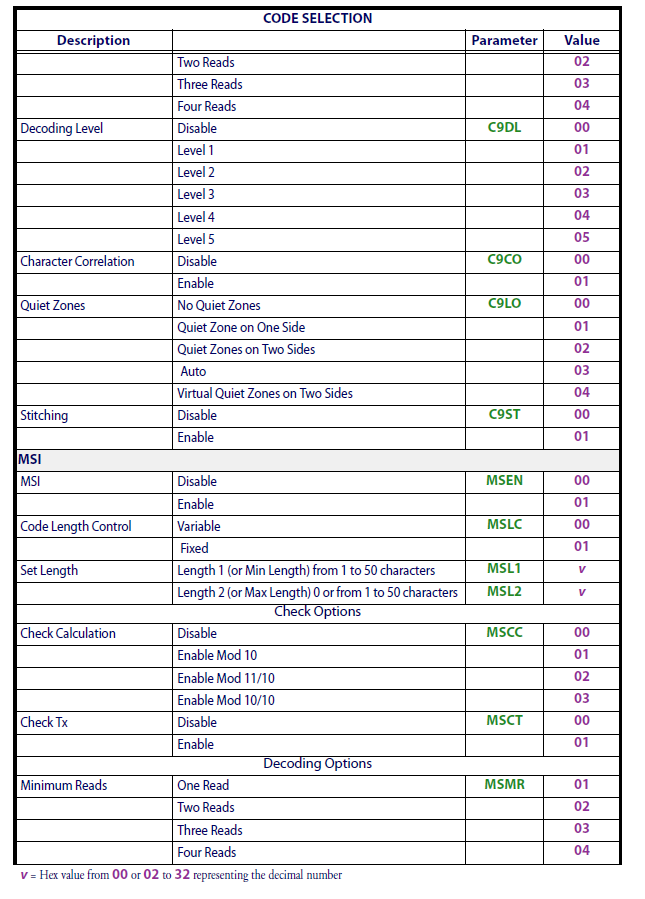 CODE SELECTION
Description Parameter Value
Two Reads 02
Three Reads 03
Four Reads 04
Decoding Level Disable C9DL 00
Level 1 01
Level 2 02
Level 3 03
Level 4 04
Level 5 05
Character Correlation Disable C9CO 00
Enable 01
Quiet Zones No Quiet Zones C9LO 00
Quiet Zone on One Side 01
Quiet Zones on Two Sides 02
Auto 03
Virtual Quiet Zones on Two Sides 04
Stitching Disable C9ST 00
Enable 01
MSI
MSI Disable MSEN 00
Enable 01
Code Length Control Variable MSLC 00
Fixed 01
Set Length Length 1 (or Min Length) from 1 to 50 characters MSL1 v
Length 2 (or Max Length) 0 or from 1 to 50 characters MSL2 v
Check Options
Check Calculation Disable MSCC 00
Enable Mod 10 01
Enable Mod 11/10 02
Enable Mod 10/10 03
Check Tx Disable MSCT 00
Enable 01
Decoding Options
Minimum Reads One Read MSMR 01
Two Reads 02
Three Reads 03
Four Reads 04
v = Hex value from 00 or 02 to 32 representing the decimal number